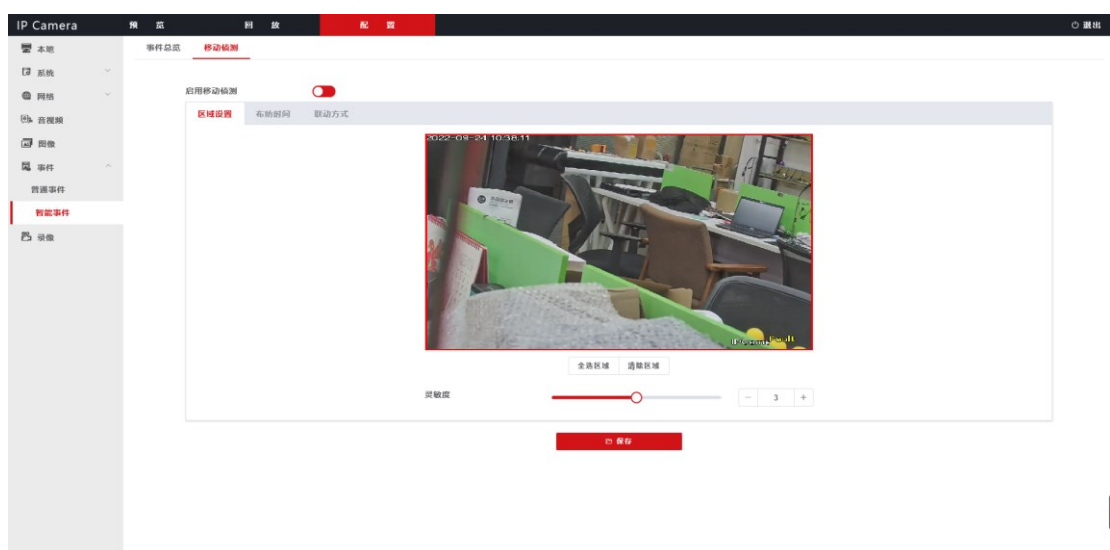 IP Camera
预 览
回 放
配 置
退出
本地
系统
网络
音视频
图像
事件
普通事件
智能事件
录像
事件总览
移动侦测
启用移动侦测
区域设置
布防时间
联动方式
2022-09-24 10:38:11
全选区域
清除区域
灵敏度
3
保存